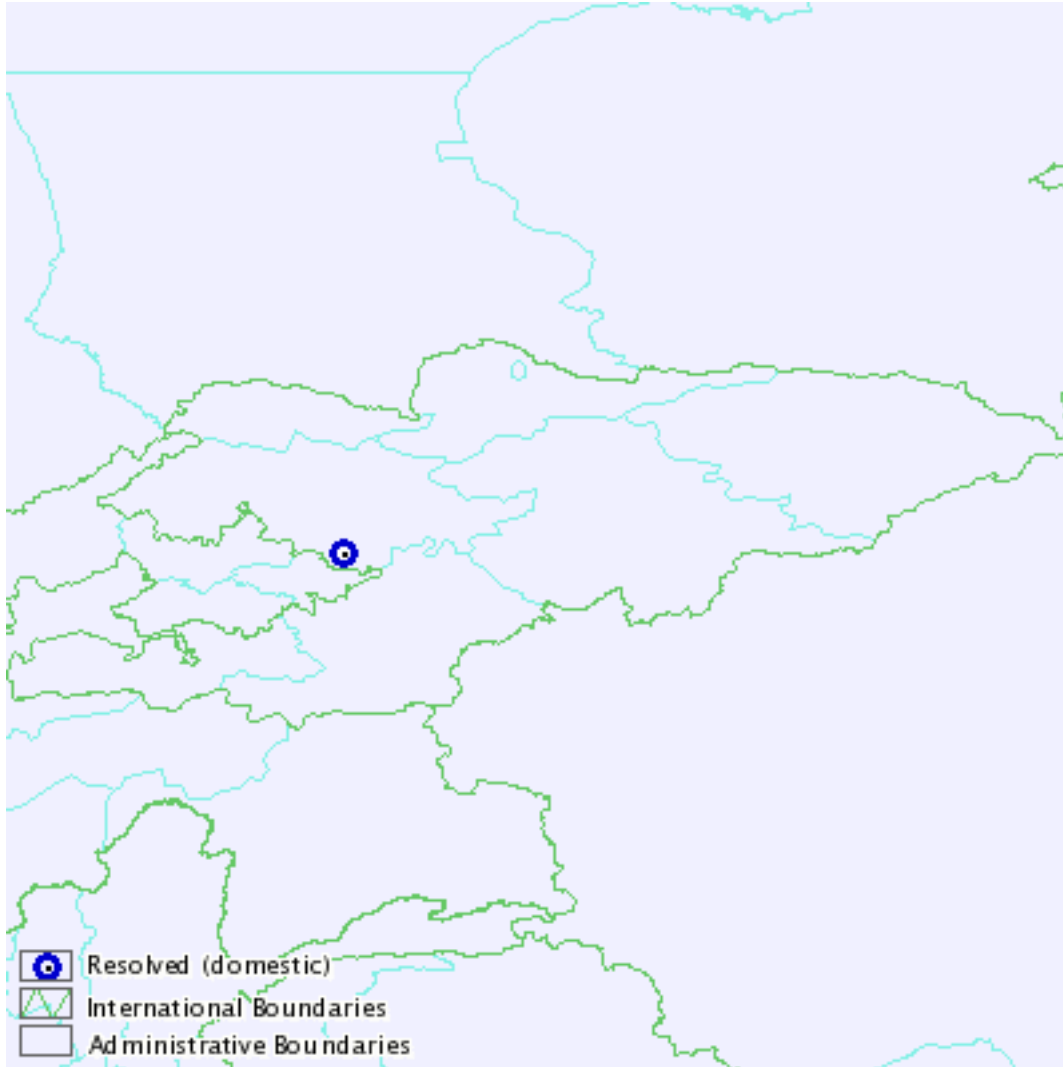 Resolved (domestic)
International Boundaries
Administrative Boundaries